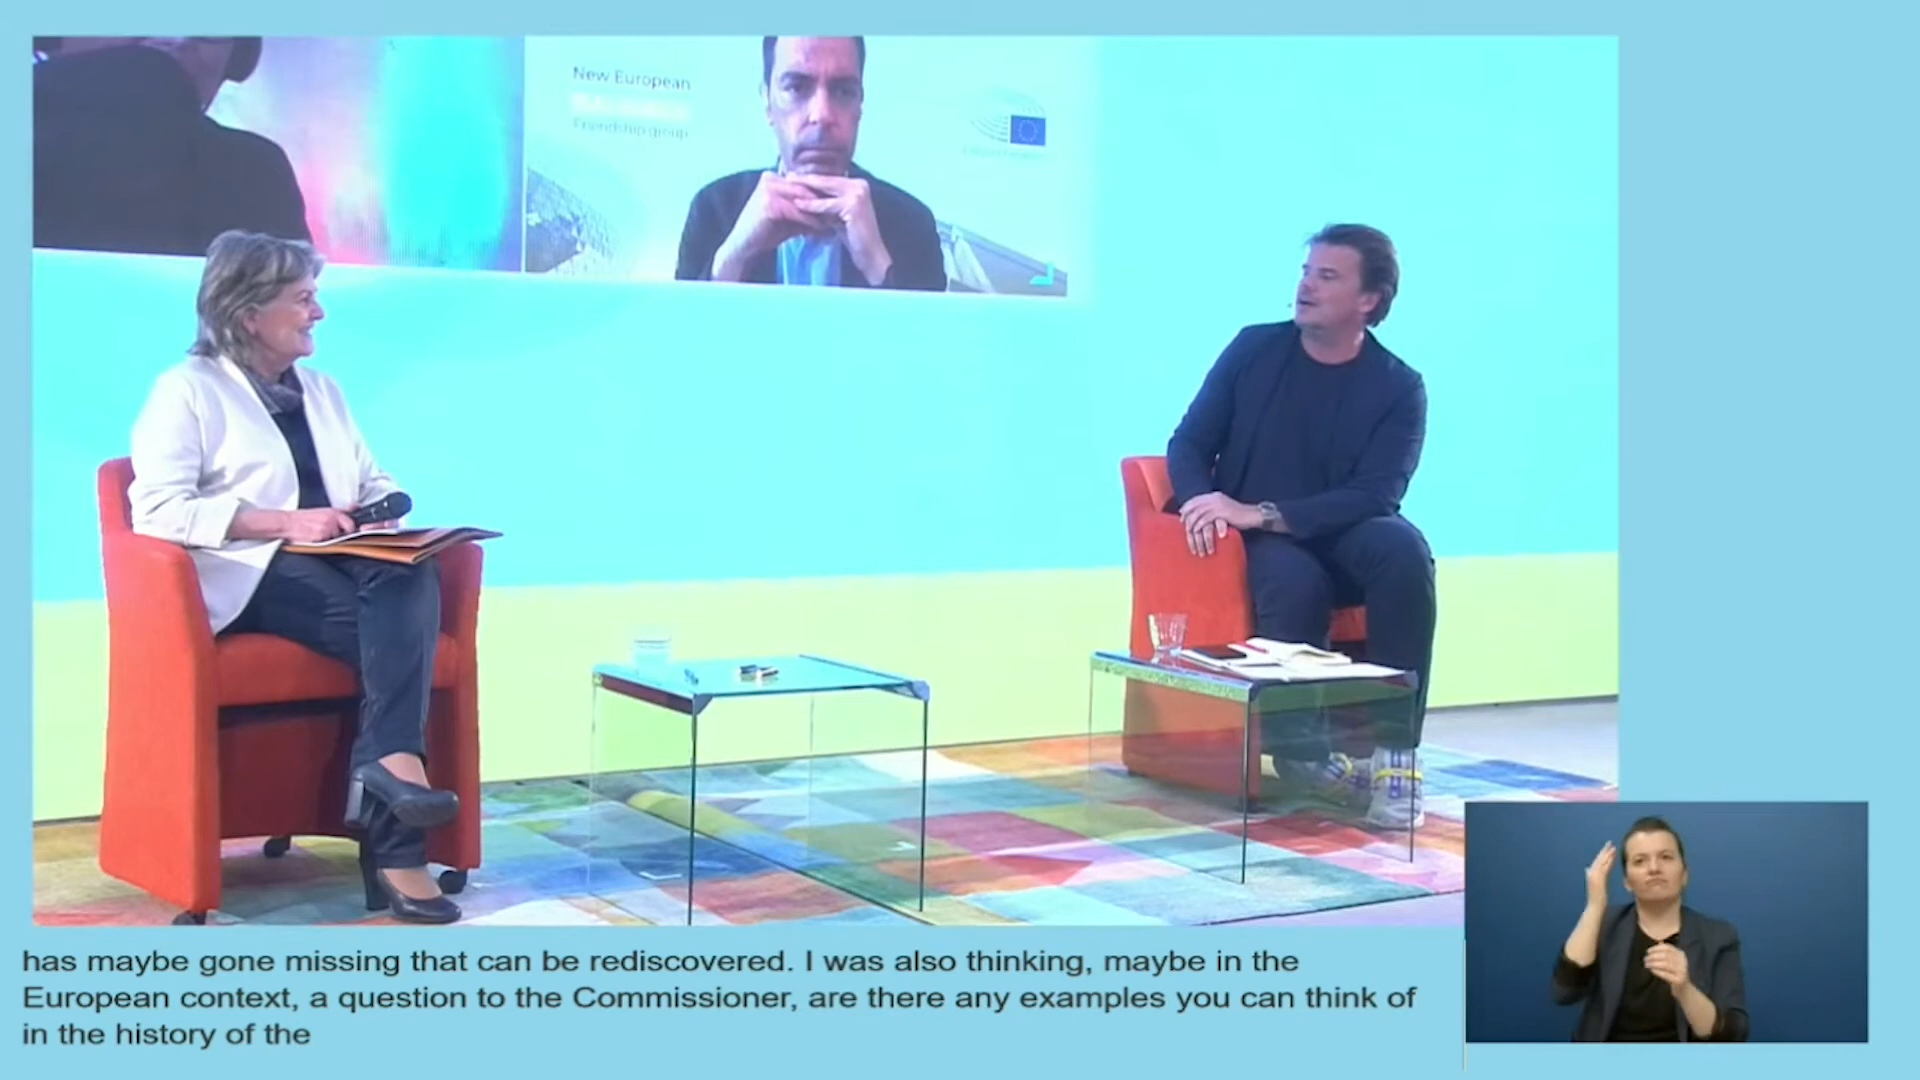 New European
Friendship group
has maybe gone missing that can be rediscovered. I was also thinking, maybe in the
European context, a question to the Commissioner, are there any examples you can think of
in the history of the